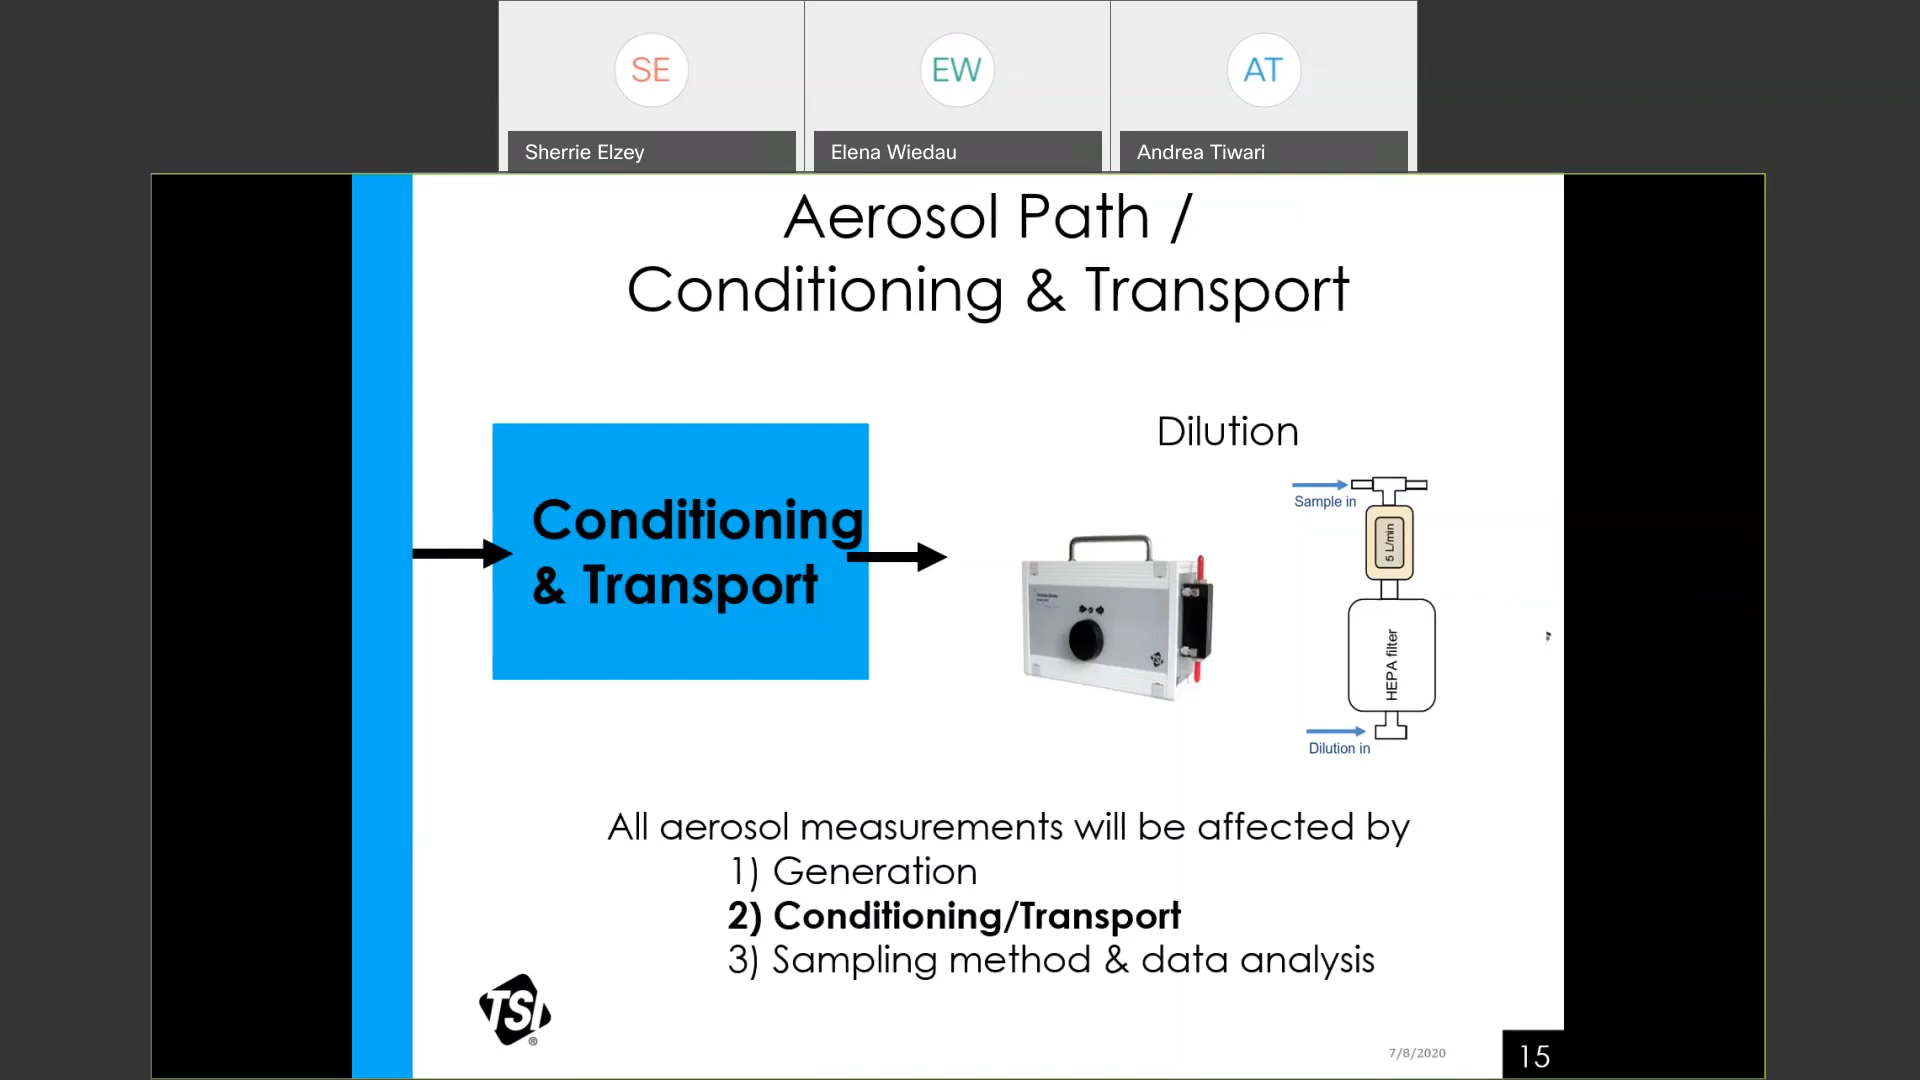 SE
EW
AT
Sherrie Elzey
Elena Wiedau
Andrea Tiwari
Aerosol Path /
Conditioning & Transport
Dilution
Conditioning
& Transport
Sample in
5 L/min
HEPA filter
Dilution in
All aerosol measurements will be affected by
1) Generation
2) Conditioning/Transport
3) Sampling method & data analysis
TSI
®
7/8/2020
15